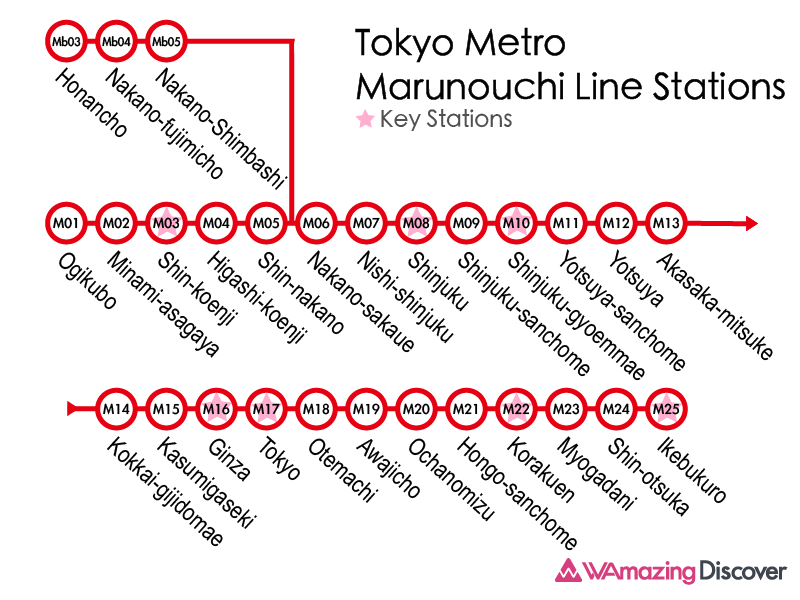 Tokyo Metro
Marunouchi Line Stations
Key Stations
Mb03 Mb04 Mb05
Honancho
Nakano-fujimicho
Nakano-Shimbashi
M01 M02 M03 M04 M05 M06 M07 M08 M09 M10 M11 M12 M13
Ogikubo
Minami-asagaya
Shin-koenji
Higashi-koenji
Shin-nakano
Nakano-sakaue
Nishi-shinjuku
Shinjuku
Shinjuku-sanchome
Shinjuku-gyoemmae
Yotsuya-sanchome
Yotsuya
Akasaka-mitsuke
M14 M15 M16 M17 M18 M19 M20 M21 M22 M23 M24 M25
Kokkai-gijidomae
Kasumigaseki
Ginza
Tokyo
Otemachi
Awajicho
Ochanomizu
Hongo-sanchome
Korakuen
Myogadani
Shin-otsuka
Ikebukuro
WAmazing Discover